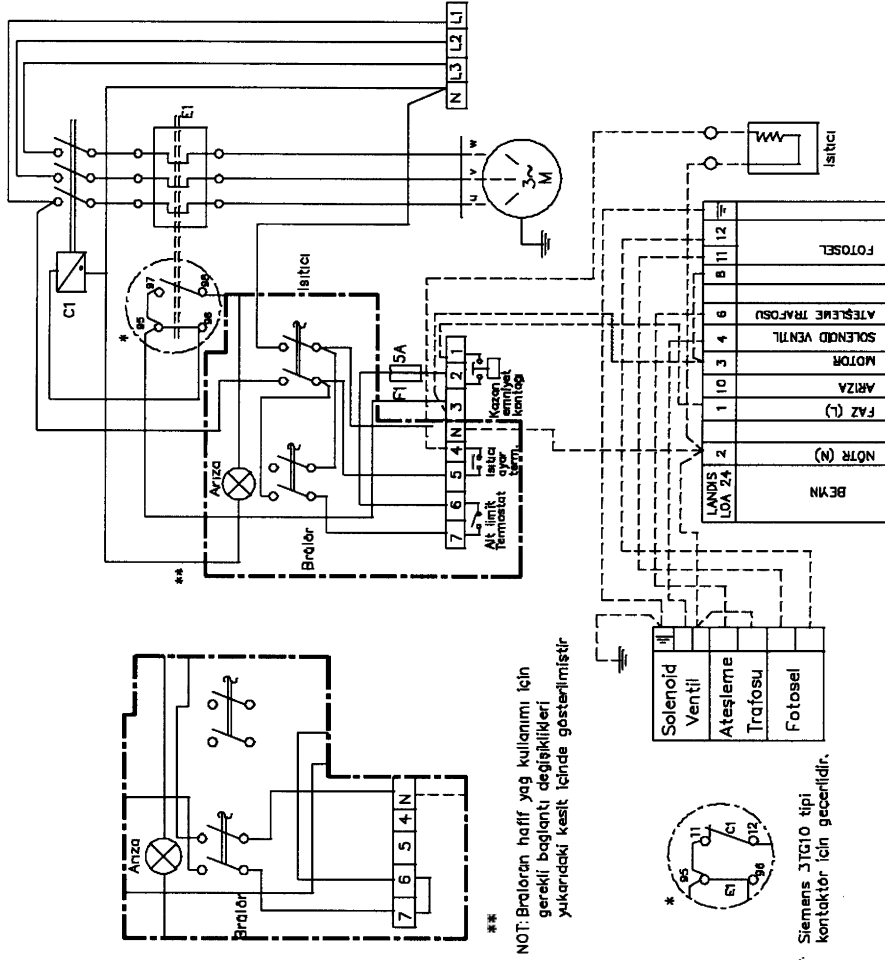 L1
L2
L3
N
E1
C1
97
98
95
96
*
u
v
w
3~
M
Isıtıcı
Arıza
Brülör
**
F1
5A
7
6
5
4
N
3
2
1
Alt limit
Termostat
Isıtıcı
ayar
term.
Kazan
emniyet
kontağı
Isıtıcı
Arıza
Brülör
7
6
5
4
N
**
NOT: Brülörün hafif yağ kullanımı için
gerekli bağlantı değişiklikleri
yukarıdaki kesit içinde gösterilmiştir
Solenoid
Ventil
Ateşleme
Trafosu
Fotosel
LANDIS
LOA 24
2
1
10
3
4
6
8
11
12
BEYIN
NÖTR (N)
FAZ (L)
ARIZA
MOTOR
SOLENOİD VENTİL
ATEŞLEME TRAFOSU
FOTOSEL
*
95
11
E1
C1
96
12
Siemens 3TG10 tipi
kontaktör için geçerlidir.